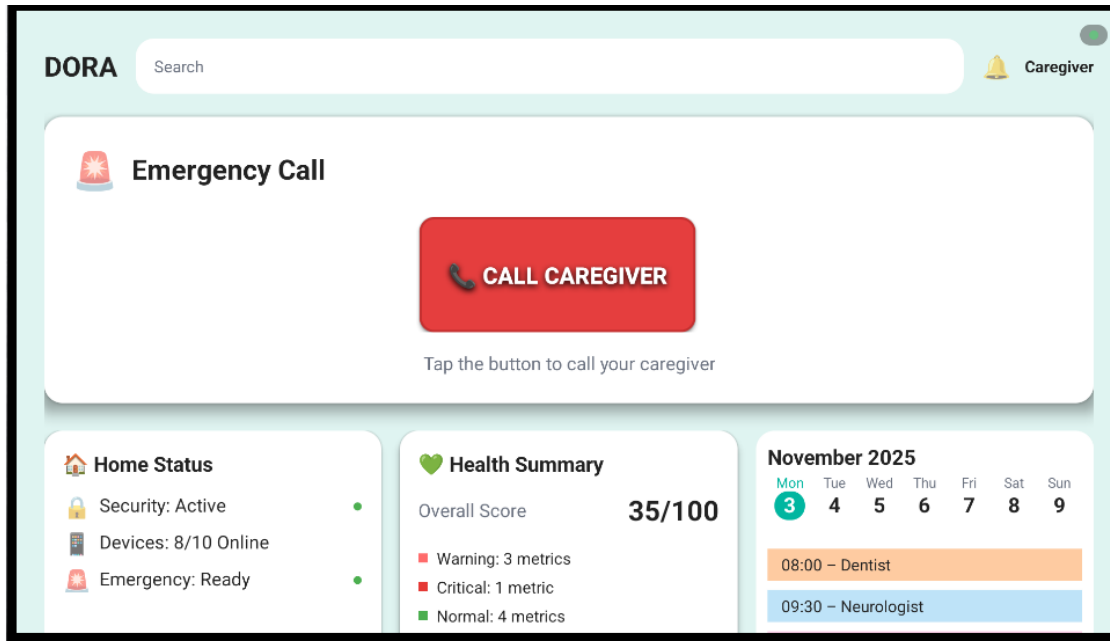 DORA
Search
Caregiver
Emergency Call
CALL CAREGIVER
Tap the button to call your caregiver
Home Status
Security: Active
Devices: 8/10 Online
Emergency: Ready
Health Summary
Overall Score 35/100
Warning: 3 metrics
Critical: 1 metric
Normal: 4 metrics
November 2025
Mon Tue Wed Thu Fri Sat Sun
3 4 5 6 7 8 9
08:00 – Dentist
09:30 – Neurologist